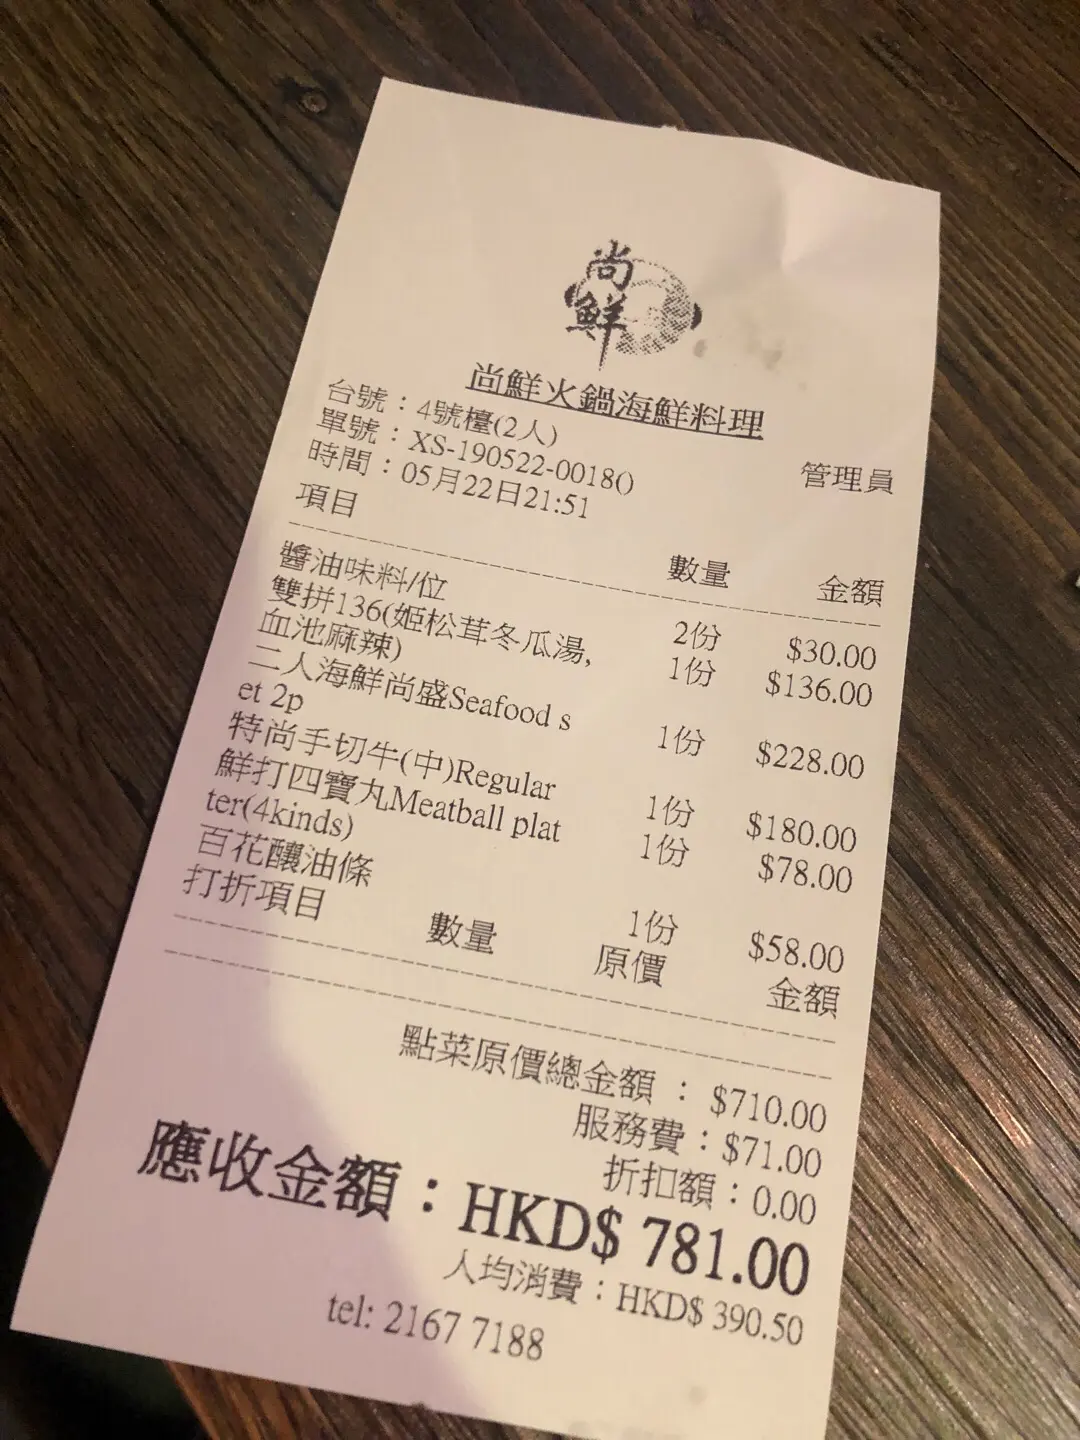 尚
鮮
尚鮮火鍋海鮮料理
台號：4號檯(2人)
單號：XS-190522-0018() 管理員
時間：05月22日21:51
項目 數量 金額
醬油味料/位 2份 $30.00
雙拼136(姬松茸冬瓜湯, 1份 $136.00
血池麻辣)
二人海鮮尚盛Seafood s 1份 $228.00
et 2p
特尚手切牛(中)Regular 1份 $180.00
鮮打四寶丸Meatball plat 1份 $78.00
ter(4kinds)
百花釀油條 1份 $58.00
打折項目 數量 原價 金額
點菜原價總金額：$710.00
服務費：$71.00
折扣額：0.00
應收金額：HKD$ 781.00
人均消費：HKD$ 390.50
tel: 2167 7188